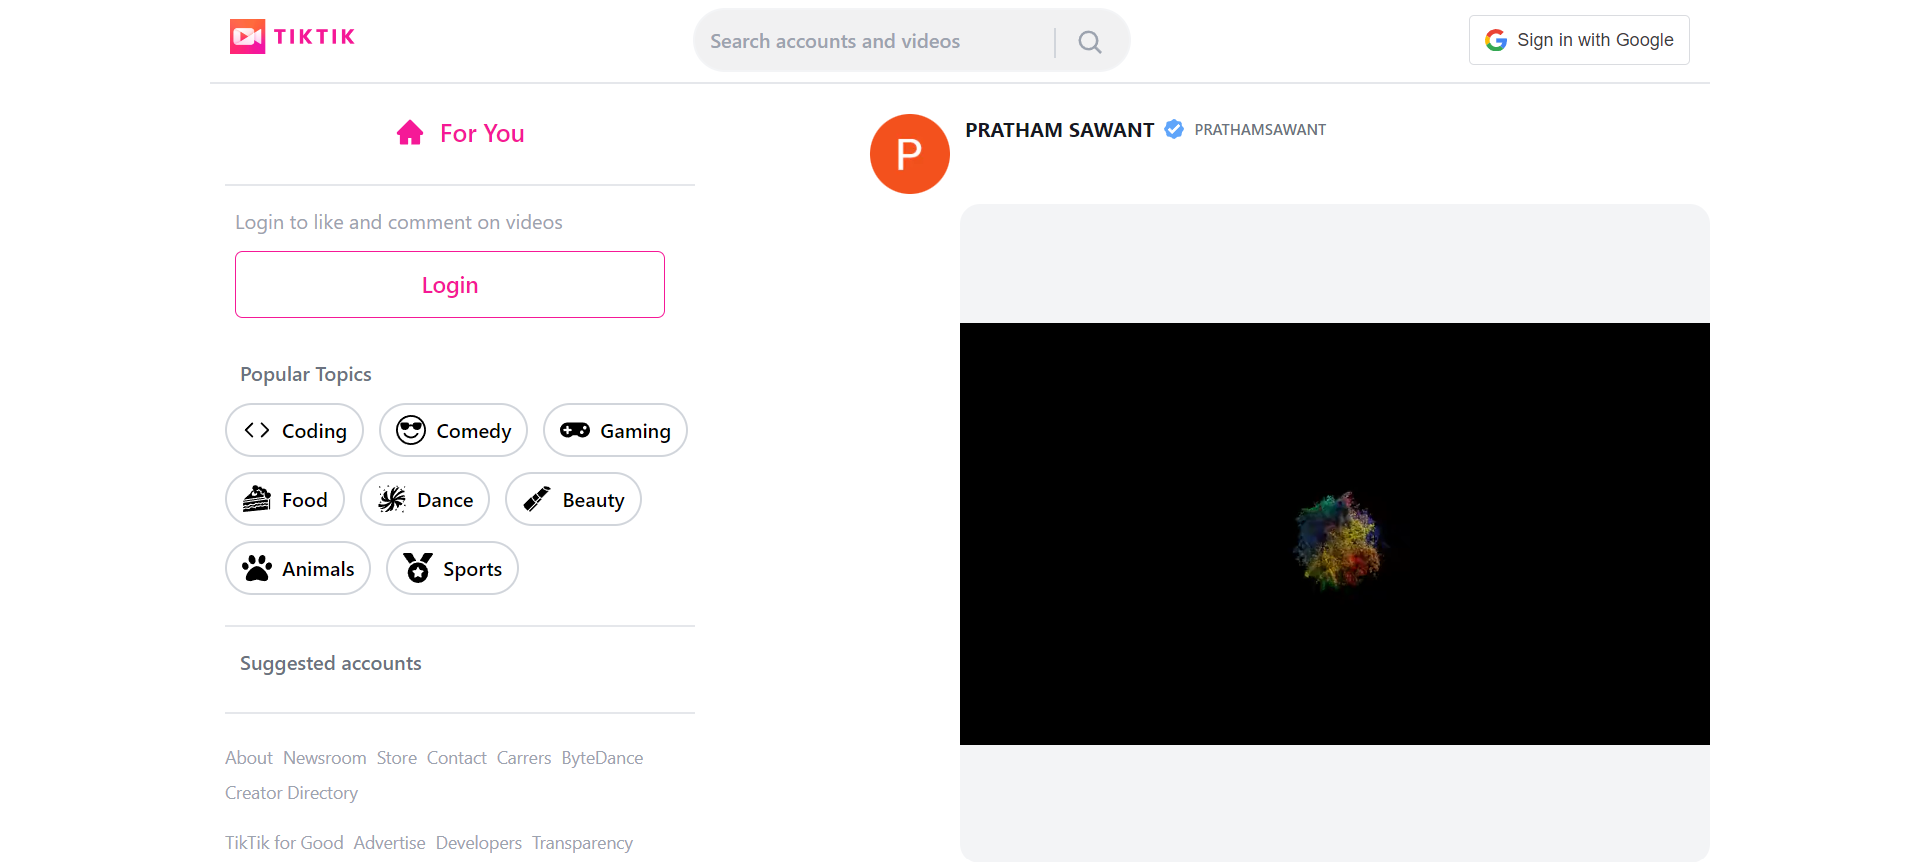 TIKTIK
Search accounts and videos
Sign in with Google
For You
Login to like and comment on videos
Login
Popular Topics
Coding
Comedy
Gaming
Food
Dance
Beauty
Animals
Sports
Suggested accounts
About Newsroom Store Contact Carrers ByteDance
Creator Directory
TikTik for Good Advertise Developers Transparency
P
PRATHAM SAWANT PRATHAMSAWANT